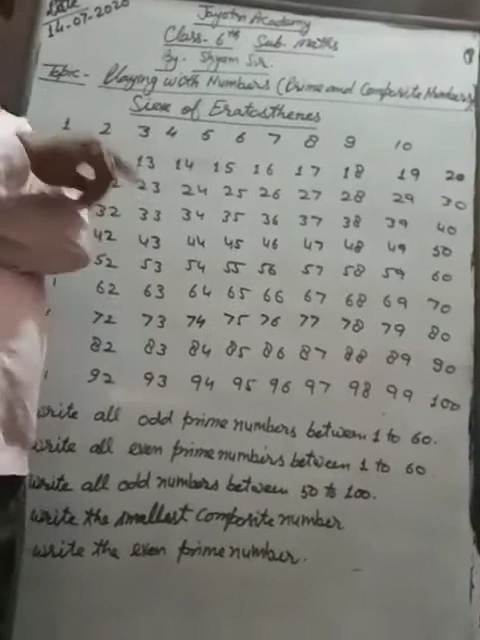 Date
14-07-2020
Jayotri Academy
Class- 6th Sub- Maths
By. Shyam Sir.
Topic- Playing with Numbers (Prime and Composite Numbers)
Sieve of Eratosthenes
1 2 3 4 5 6 7 8 9 10
13 14 15 16 17 18 19 20
2 23 24 25 26 27 28 29 30
32 33 34 35 36 37 38 39 40
42 43 44 45 46 47 48 49 50
52 53 54 55 56 57 58 59 60
62 63 64 65 66 67 68 69 70
72 73 74 75 76 77 78 79 80
82 83 84 85 86 87 88 89 90
92 93 94 95 96 97 98 99 100
write all odd prime numbers between 1 to 60.
write all even prime numbers between 1 to 60
write all odd numbers between 50 to 100.
write the smallest composite number
write the even prime number.